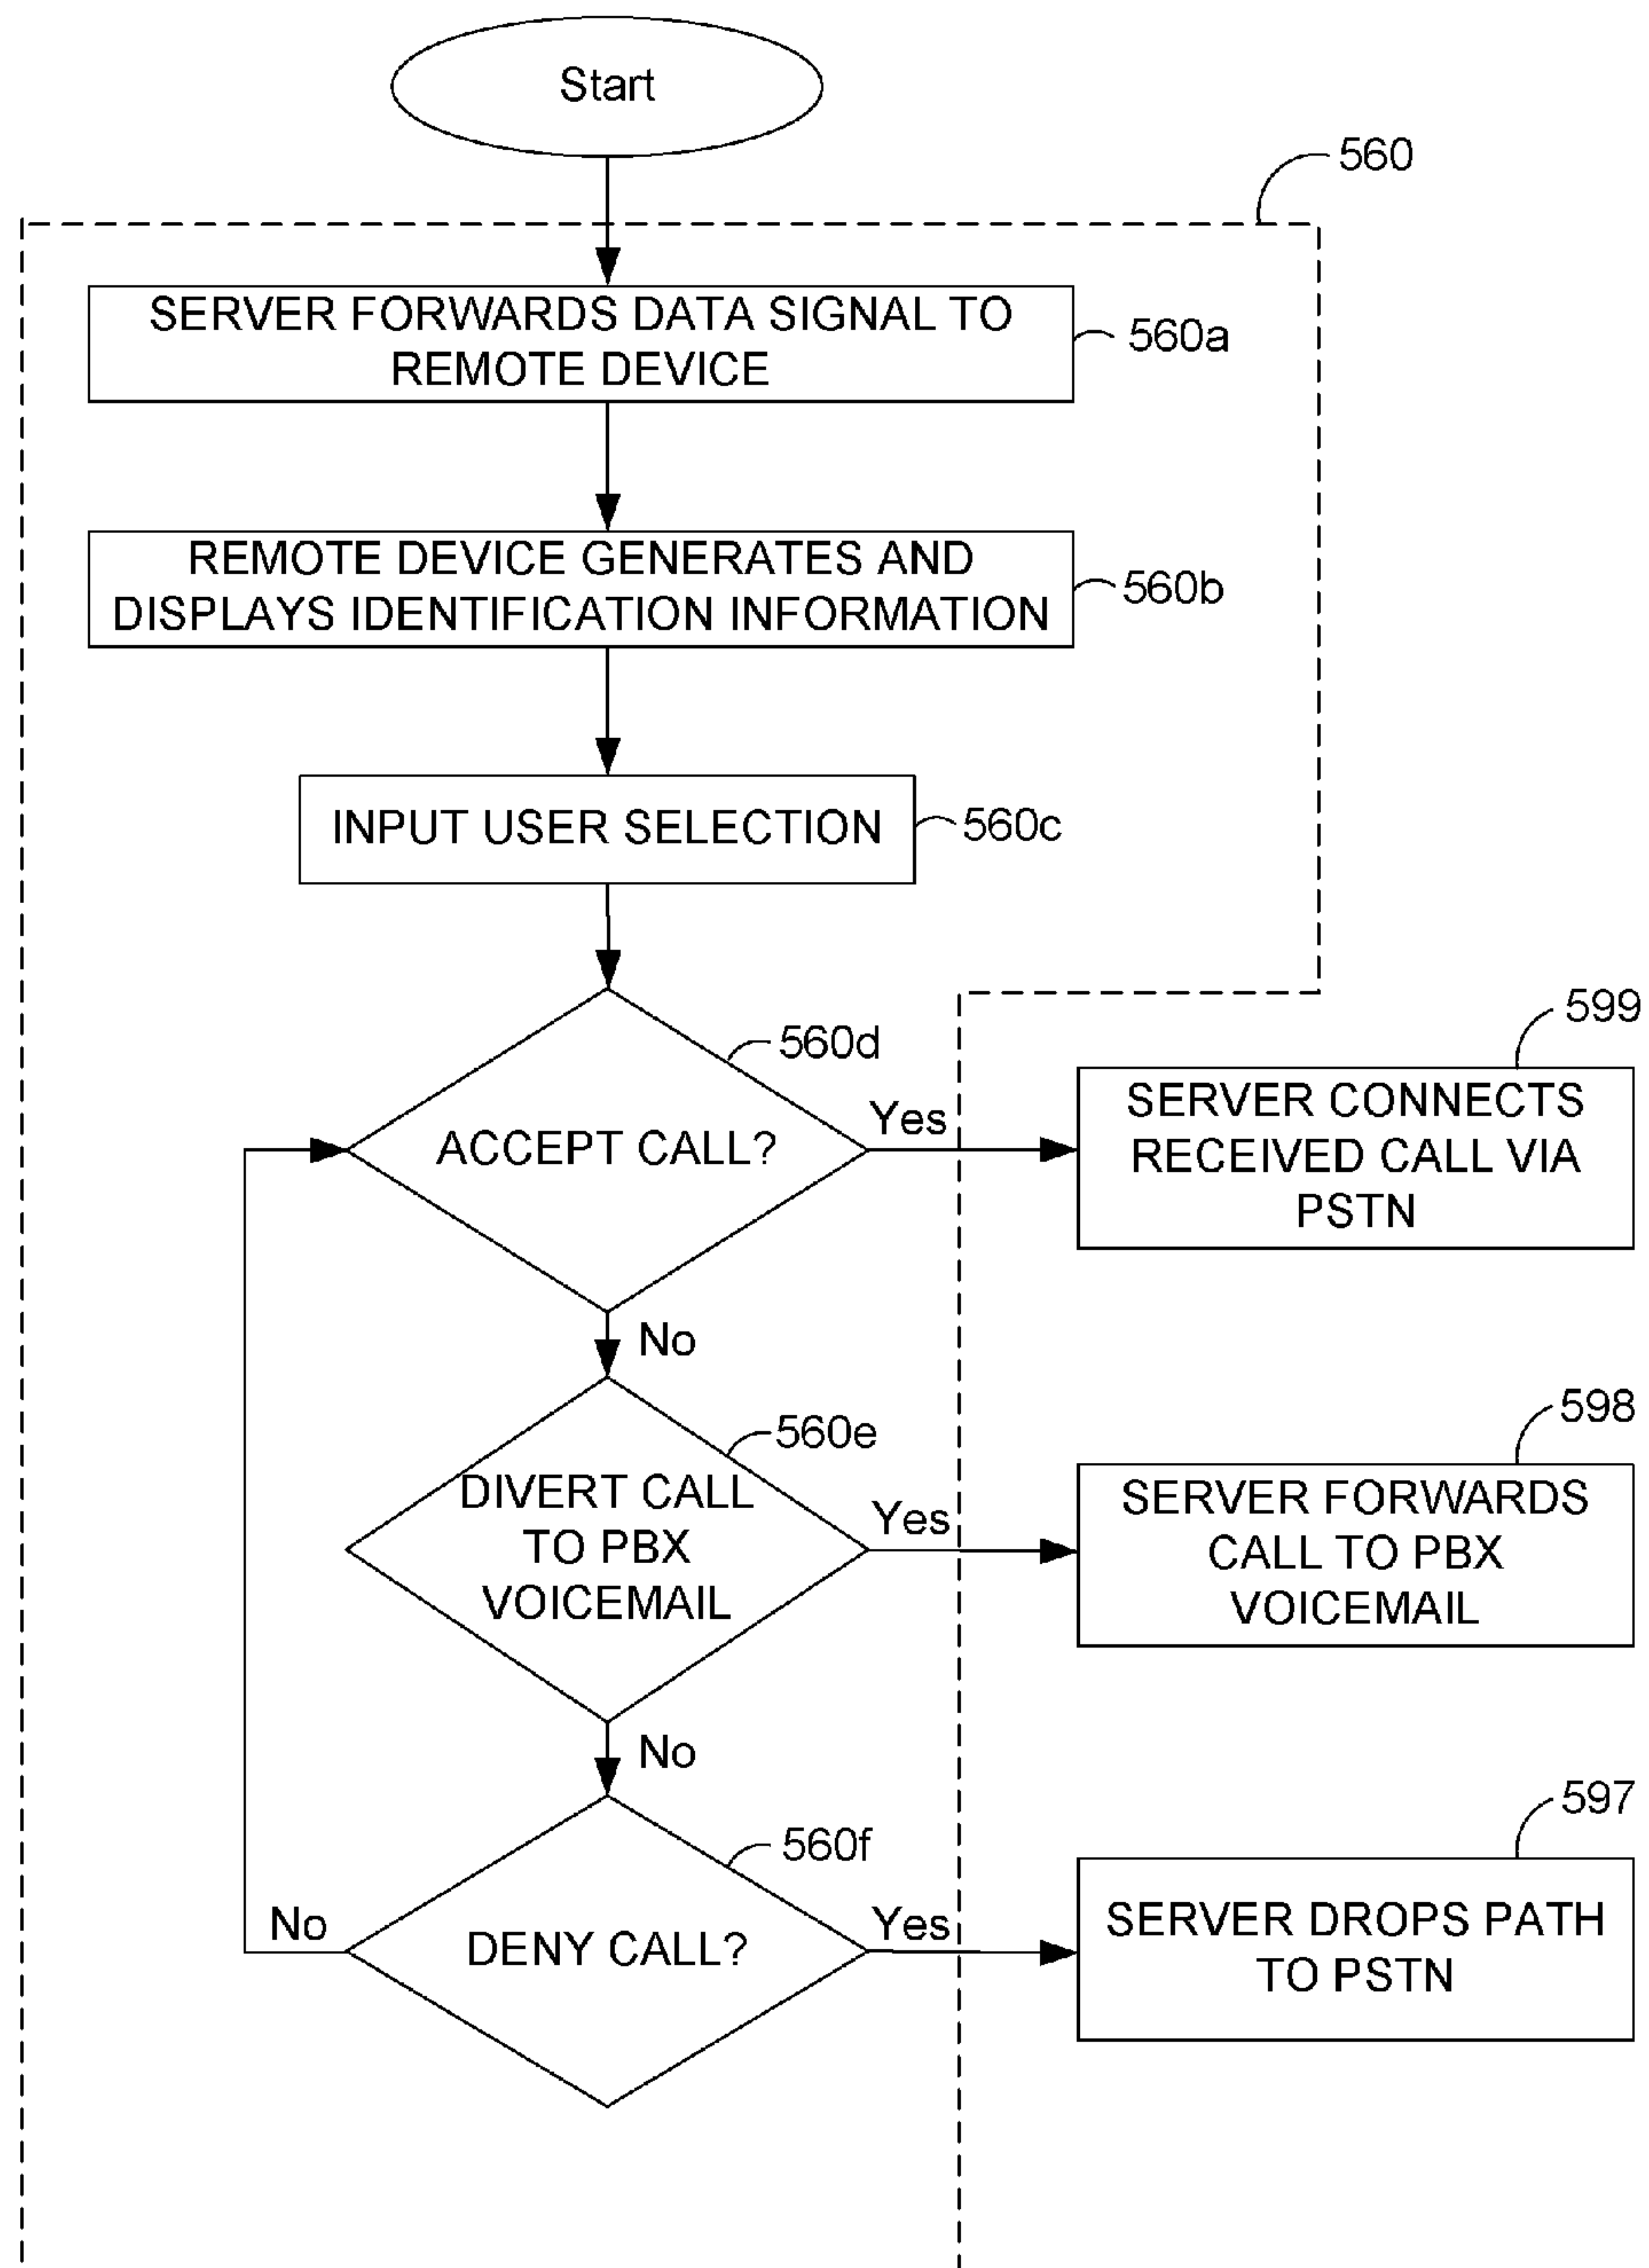 Start
560
SERVER FORWARDS DATA SIGNAL TO
REMOTE DEVICE
560a
REMOTE DEVICE GENERATES AND
DISPLAYS IDENTIFICATION INFORMATION
560b
INPUT USER SELECTION
560c
560d
ACCEPT CALL?
Yes
599
SERVER CONNECTS
RECEIVED CALL VIA
PSTN
No
560e
DIVERT CALL
TO PBX
VOICEMAIL
Yes
598
SERVER FORWARDS
CALL TO PBX
VOICEMAIL
No
560f
DENY CALL?
No
Yes
597
SERVER DROPS PATH
TO PSTN